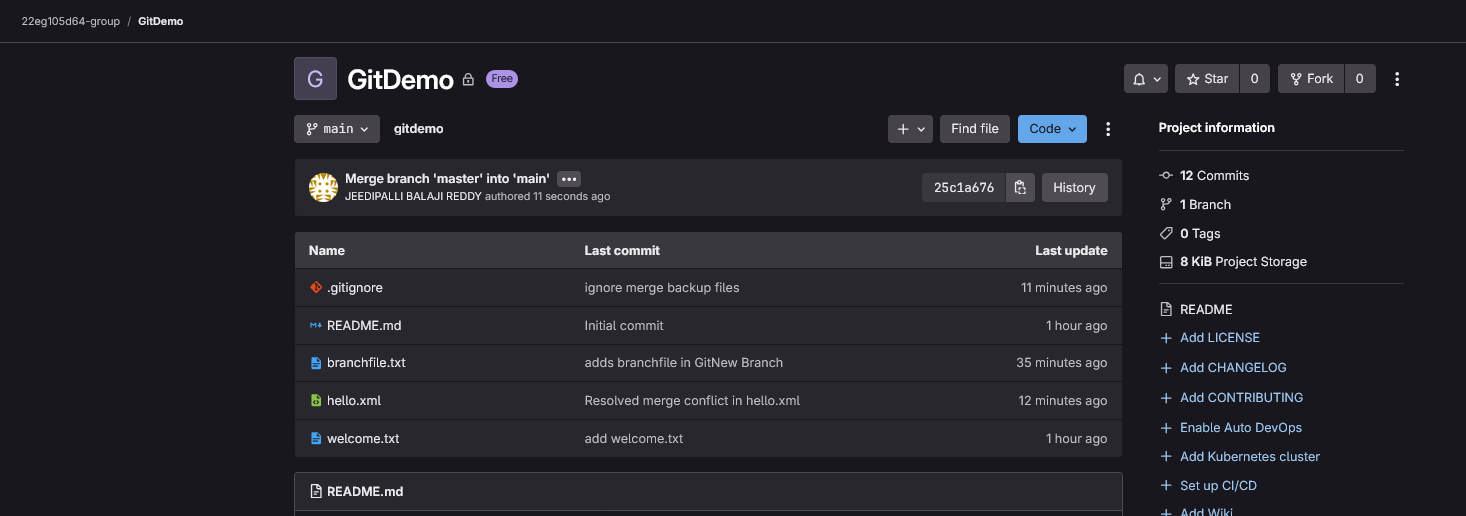 22eg105d64-group / GitDemo
G GitDemo Free
Star 0 Fork 0
main gitdemo
Find file Code
Merge branch 'master' into 'main'
JEEDIPALLI BALAJI REDDY authored 11 seconds ago
25c1a676 History
Name Last commit Last update
.gitignore ignore merge backup files 11 minutes ago
README.md Initial commit 1 hour ago
branchfile.txt adds branchfile in GitNew Branch 35 minutes ago
hello.xml Resolved merge conflict in hello.xml 12 minutes ago
welcome.txt add welcome.txt 1 hour ago
README.md
Project information
12 Commits
1 Branch
0 Tags
8 KiB Project Storage
README
Add LICENSE
Add CHANGELOG
Add CONTRIBUTING
Enable Auto DevOps
Add Kubernetes cluster
Set up CI/CD
Add Wiki